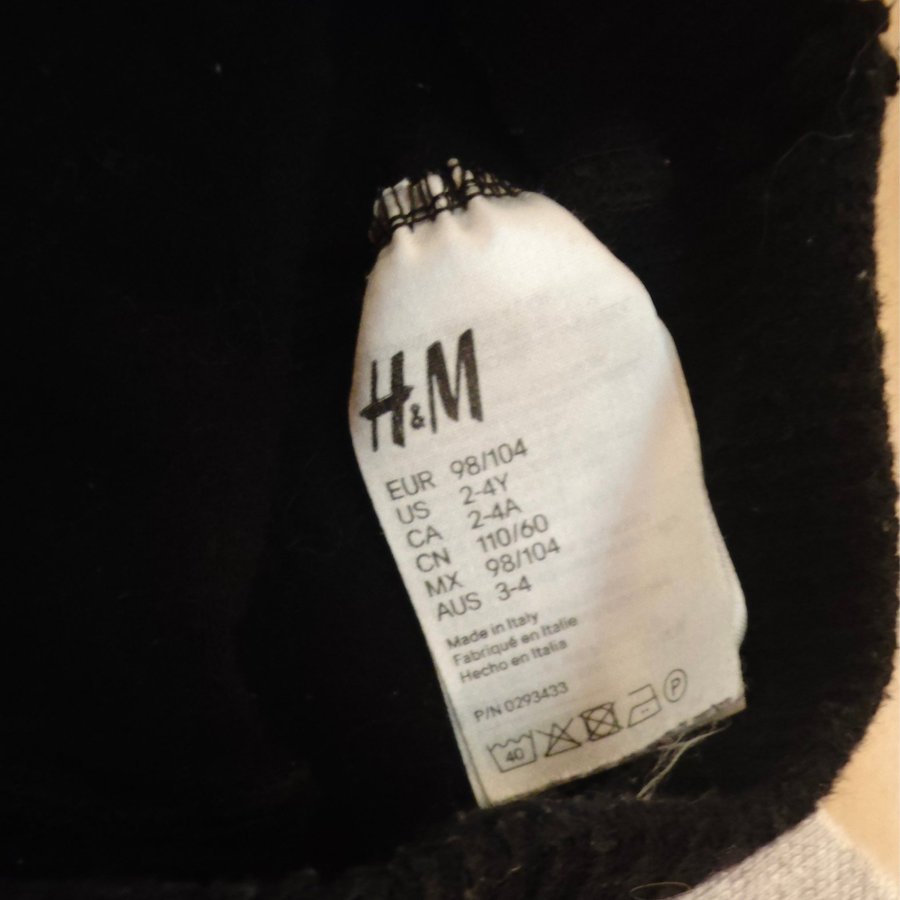 H&M
EUR 98/104
US 2-4Y
CA 2-4A
CN 110/60
MX 98/104
AUS 3-4
Made in Italy
Fabriqué en Italie
Hecho en Italia
P/N 0293433
40
P